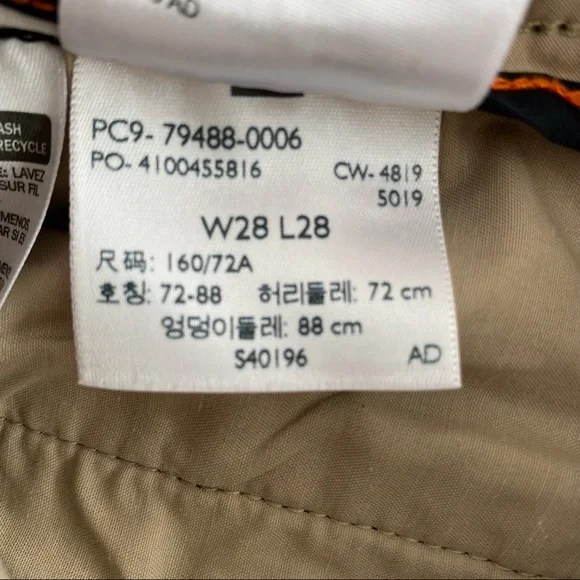 AD
ASH
RECYCLE
LAVEZ
SUR FIL
MENOS
PC9- 79488-0006
PO- 4100455816 CW- 4819
5019
W28 L28
尺码: 160/72A
호칭: 72-88 허리둘레: 72 cm
엉덩이둘레: 88 cm
S40196 AD